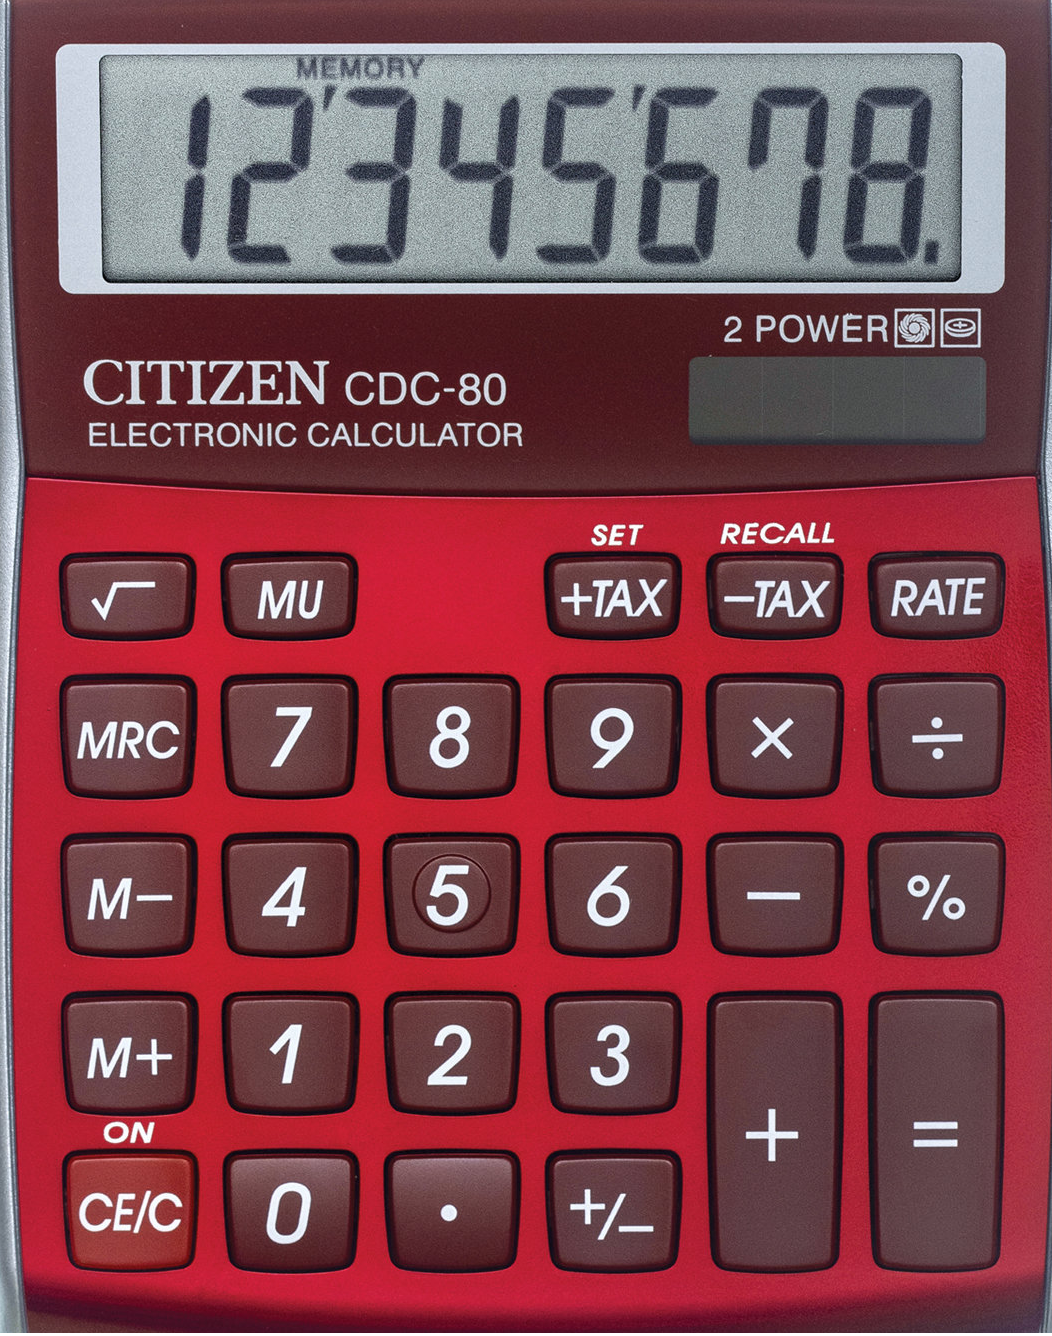 MEMORY
12'345'678.
2 POWER
CITIZEN CDC-80
ELECTRONIC CALCULATOR
SET RECALL
√ MU +TAX −TAX RATE
MRC 7 8 9 × ÷
M− 4 5 6 − %
M+ 1 2 3
ON
+ =
CE/C 0 . +/−